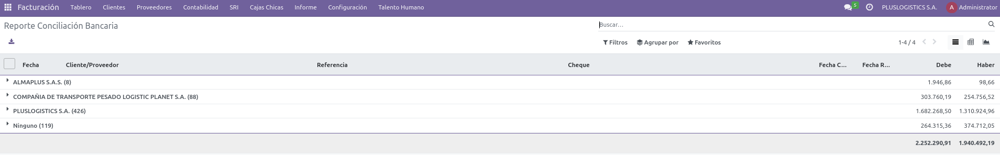 Facturación Tablero Clientes Proveedores Contabilidad SRI Cajas Chicas Informe Configuración Talento Humano 5 PLUSLOGISTICS S.A. A Administrator
Reporte Conciliación Bancaria Buscar...
Filtros Agrupar por Favoritos 1-4 / 4
Fecha Cliente/Proveedor Referencia Cheque Fecha C... Fecha R... Debe Haber
ALMAPLUS S.A.S. (8) 1.946,86 98,66
COMPAÑIA DE TRANSPORTE PESADO LOGISTIC PLANET S.A. (88) 303.760,19 254.756,52
PLUSLOGISTICS S.A. (426) 1.682.268,50 1.310.924,96
Ninguno (119) 264.315,36 374.712,05
2.252.290,91 1.940.492,19